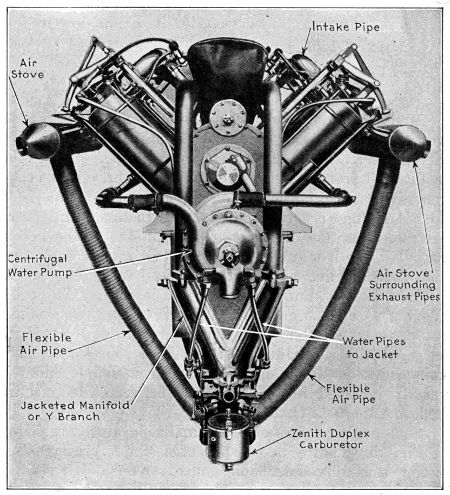 Intake Pipe
Air
Stove
Centrifugal
Water Pump
Air Stove
Surrounding
Exhaust Pipes
Flexible
Air Pipe
Water Pipes
to Jacket
Flexible
Air Pipe
Jacketed Manifold
or Y Branch
Zenith Duplex
Carburetor